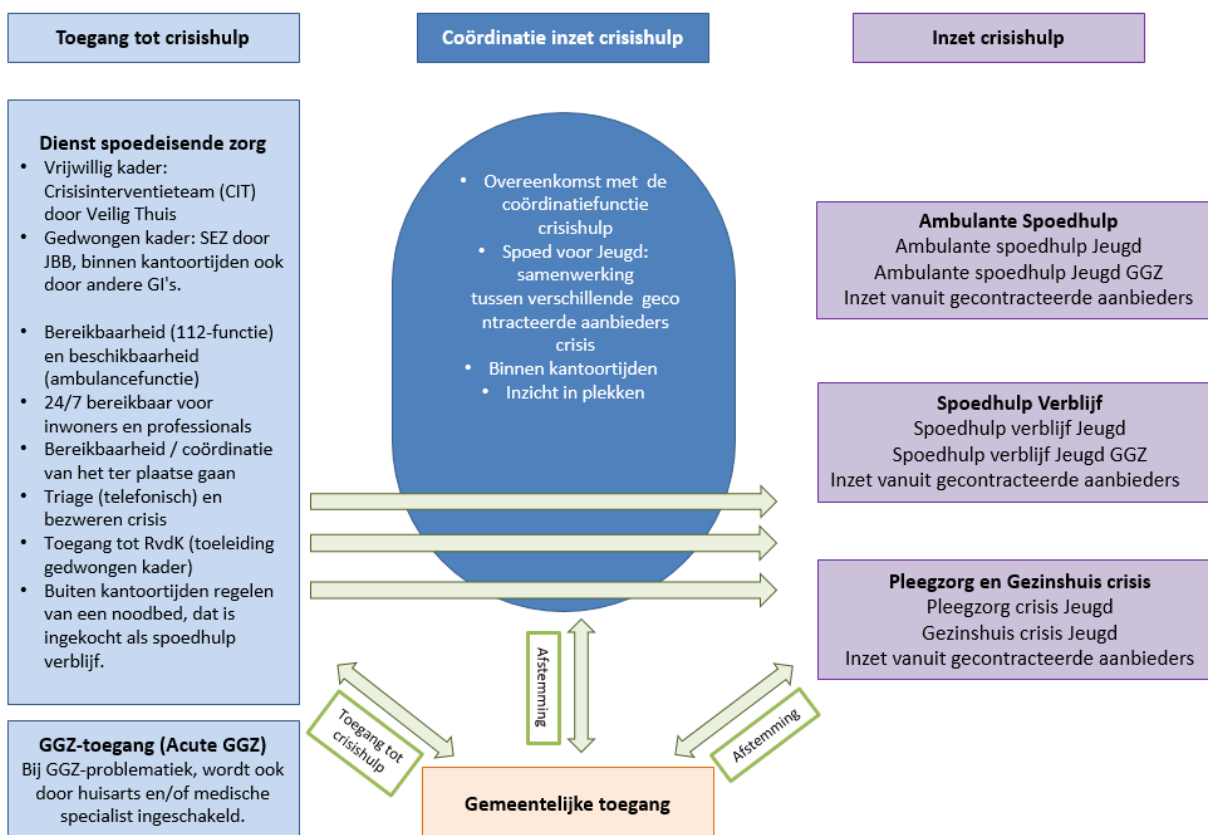 Toegang tot crisishulp
Coördinatie inzet crisishulp
Inzet crisishulp
Dienst spoedeisende zorg
• Vrijwillig kader:
Crisisinterventieteam (CIT)
door Veilig Thuis
• Gedwongen kader: SEZ door
JBB, binnen kantoortijden ook
door andere GI's.
• Bereikbaarheid (112-functie)
en beschikbaarheid
(ambulancefunctie)
• 24/7 bereikbaar voor
inwoners en professionals
• Bereikbaarheid / coördinatie
van het ter plaatse gaan
• Triage (telefonisch) en
bezweren crisis
• Toegang tot RvdK (toeleiding
gedwongen kader)
• Buiten kantoortijden regelen
van een noodbed, dat is
ingekocht als spoedhulp
verblijf.
GGZ-toegang (Acute GGZ)
Bij GGZ-problematiek, wordt ook
door huisarts en/of medische
specialist ingeschakeld.
• Overeenkomst met de
coördinatiefunctie
crisishulp
• Spoed voor Jeugd:
samenwerking
tussen verschillende geco
ntracteerde aanbieders
crisis
• Binnen kantoortijden
• Inzicht in plekken
Ambulante Spoedhulp
Ambulante spoedhulp Jeugd
Ambulante spoedhulp Jeugd GGZ
Inzet vanuit gecontracteerde aanbieders
Spoedhulp Verblijf
Spoedhulp verblijf Jeugd
Spoedhulp verblijf Jeugd GGZ
Inzet vanuit gecontracteerde aanbieders
Pleegzorg en Gezinshuis crisis
Pleegzorg crisis Jeugd
Gezinshuis crisis Jeugd
Inzet vanuit gecontracteerde aanbieders
Toegang tot
crisishulp
Afstemming
Afstemming
Gemeentelijke toegang